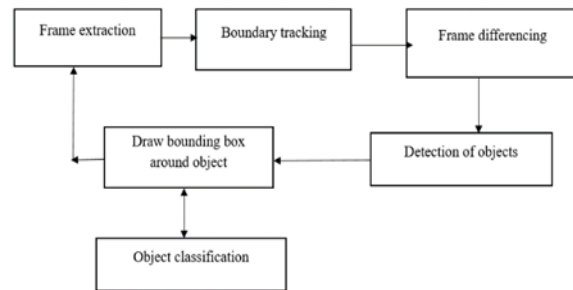 Frame extraction
Boundary tracking
Frame differencing
Draw bounding box
around object
Detection of objects
Object classification